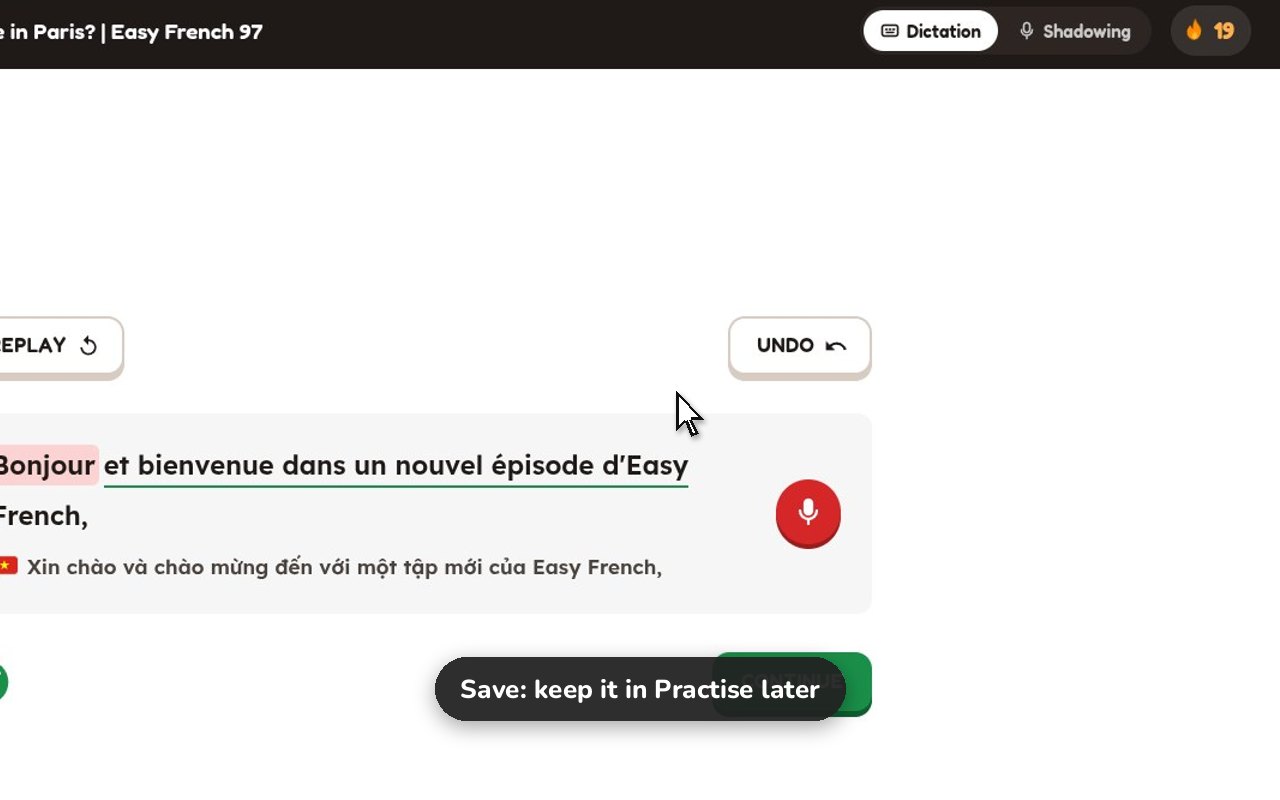 e in Paris? | Easy French 97
Dictation
Shadowing
19
EPLAY
UNDO
Bonjour et bienvenue dans un nouvel épisode d'Easy
French,
Xin chào và chào mừng đến với một tập mới của Easy French,
CONTINUE
Save: keep it in Practise later